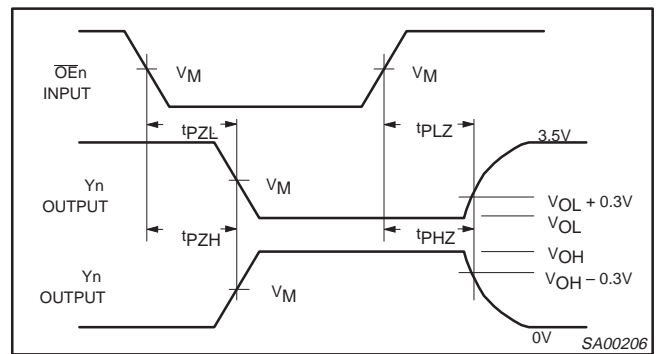 OEn
INPUT
VM
VM
tPZL
tPLZ
3.5V
Yn
OUTPUT
VM
VOL + 0.3V
VOL
tPZH
tPHZ
VOH
Yn
OUTPUT
VM
VOH – 0.3V
0V
SA00206